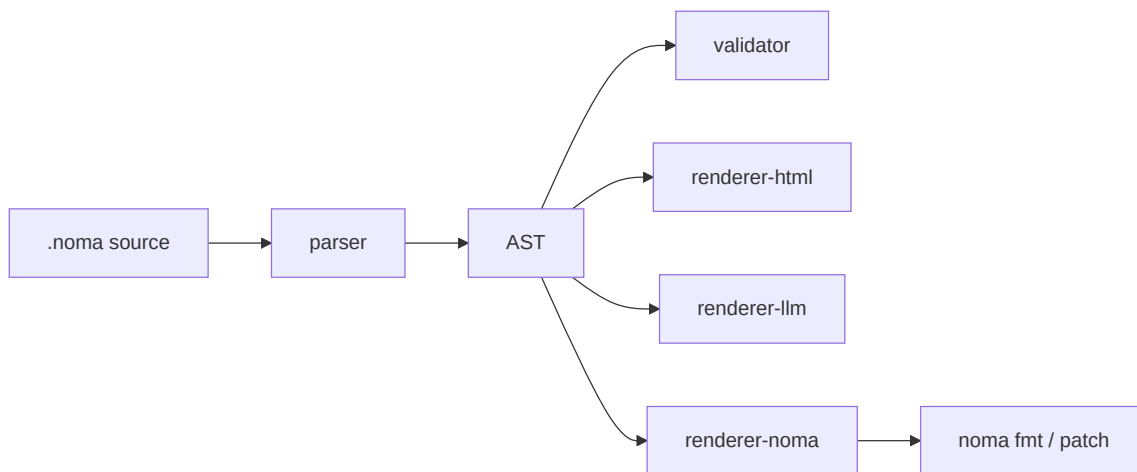 .noma source
parser
AST
validator
renderer-html
renderer-llm
renderer-noma
noma fmt / patch